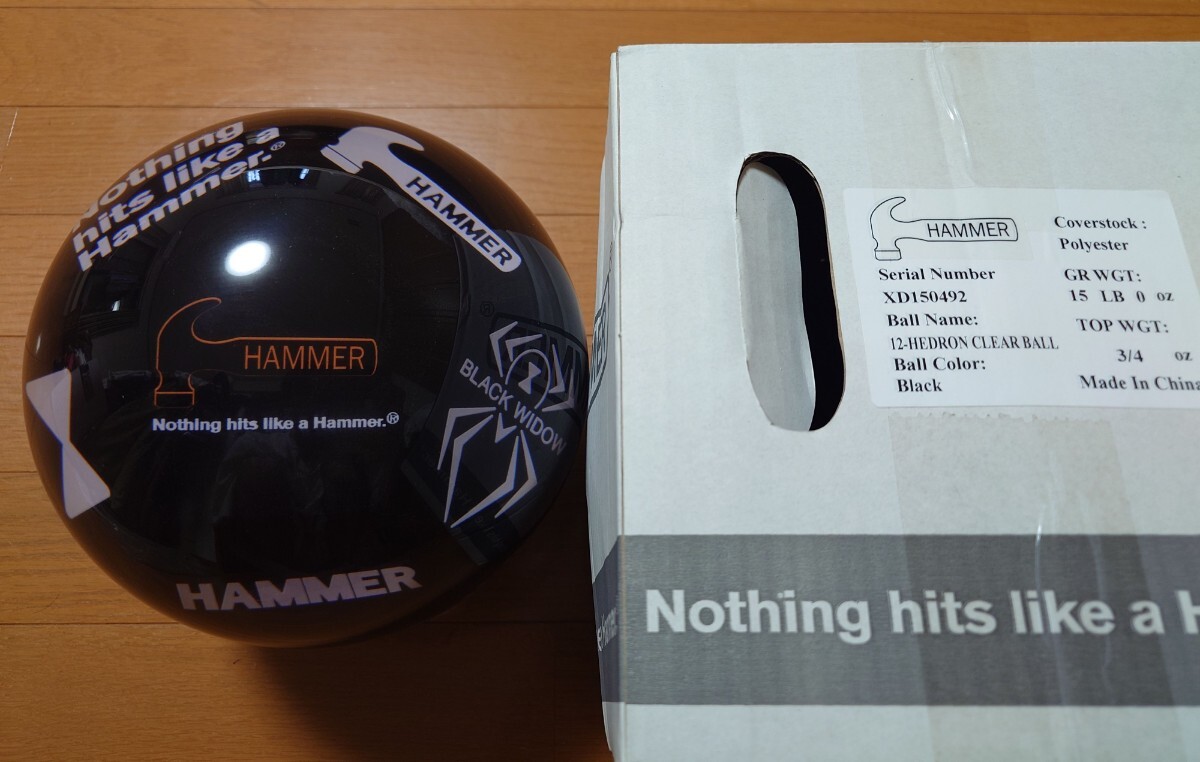 Nothing
hits like a
Hammer.®
HAMMER
HAMMER
Nothing hits like a Hammer.®
®
BLACK WIDOW
HAMMER
HAMMER
Coverstock :
Polyester
Serial Number
XD150492
GR WGT:
15 LB 0 oz
Ball Name:
12-HEDRON CLEAR BALL
TOP WGT:
3/4 oz
Ball Color:
Black
Made In China
Nothing hits like a H